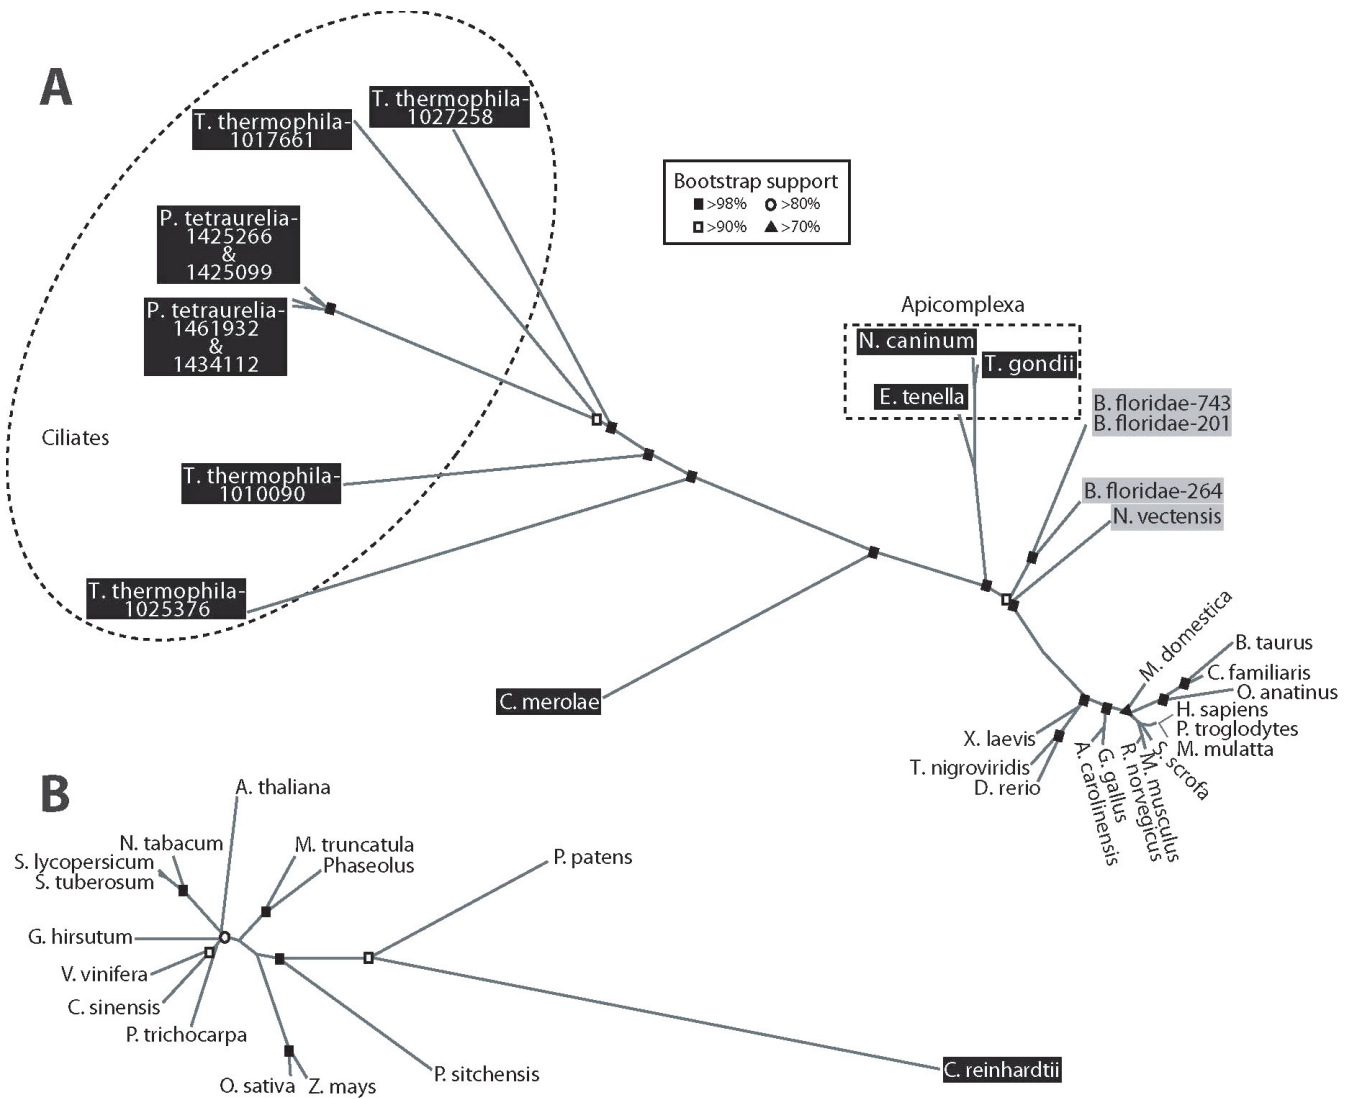 A
T. thermophila-
1027258
T. thermophila-
1017661
Bootstrap support
>98% >80%
>90% >70%
P. tetraurelia-
1425266
&
1425099
P. tetraurelia-
1461932
&
1434112
Apicomplexa
N. caninum
T. gondii
E. tenella
B. floridae-743
B. floridae-201
Ciliates
T. thermophila-
1010090
B. floridae-264
N. vectensis
T. thermophila-
1025376
C. merolae
M. domestica
B. taurus
C. familiaris
O. anatinus
H. sapiens
P. troglodytes
M. mulatta
X. laevis
T. nigroviridis
D. rerio
A. carolinensis
G. gallus
R. norvegicus
M. musculus
S. scrofa
B
A. thaliana
N. tabacum
S. lycopersicum
S. tuberosum
M. truncatula
Phaseolus
P. patens
G. hirsutum
V. vinifera
C. sinensis
P. trichocarpa
O. sativa
Z. mays
P. sitchensis
C. reinhardtii